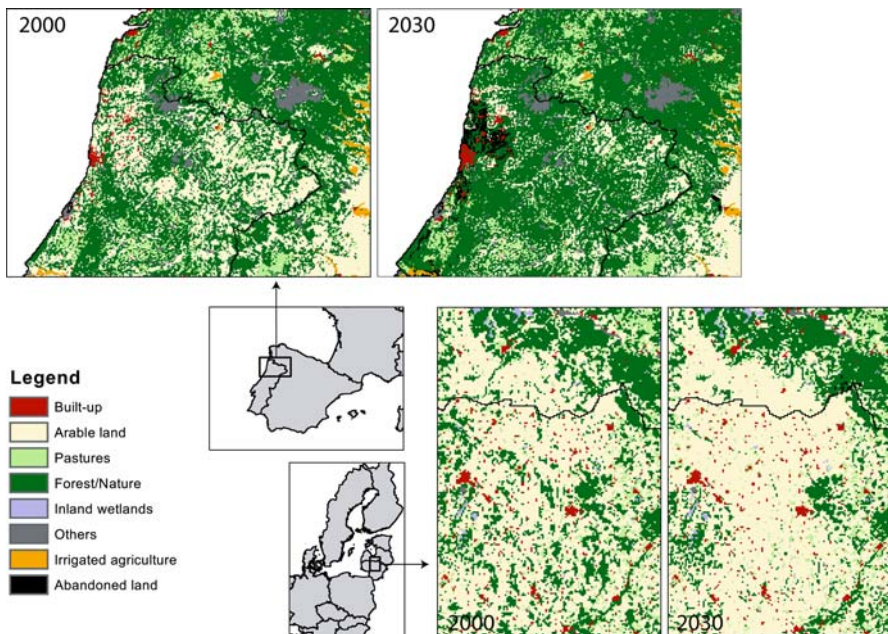 2000
2030
Legend
Built-up
Arable land
Pastures
Forest/Nature
Inland wetlands
Others
Irrigated agriculture
Abandoned land
2000
2030